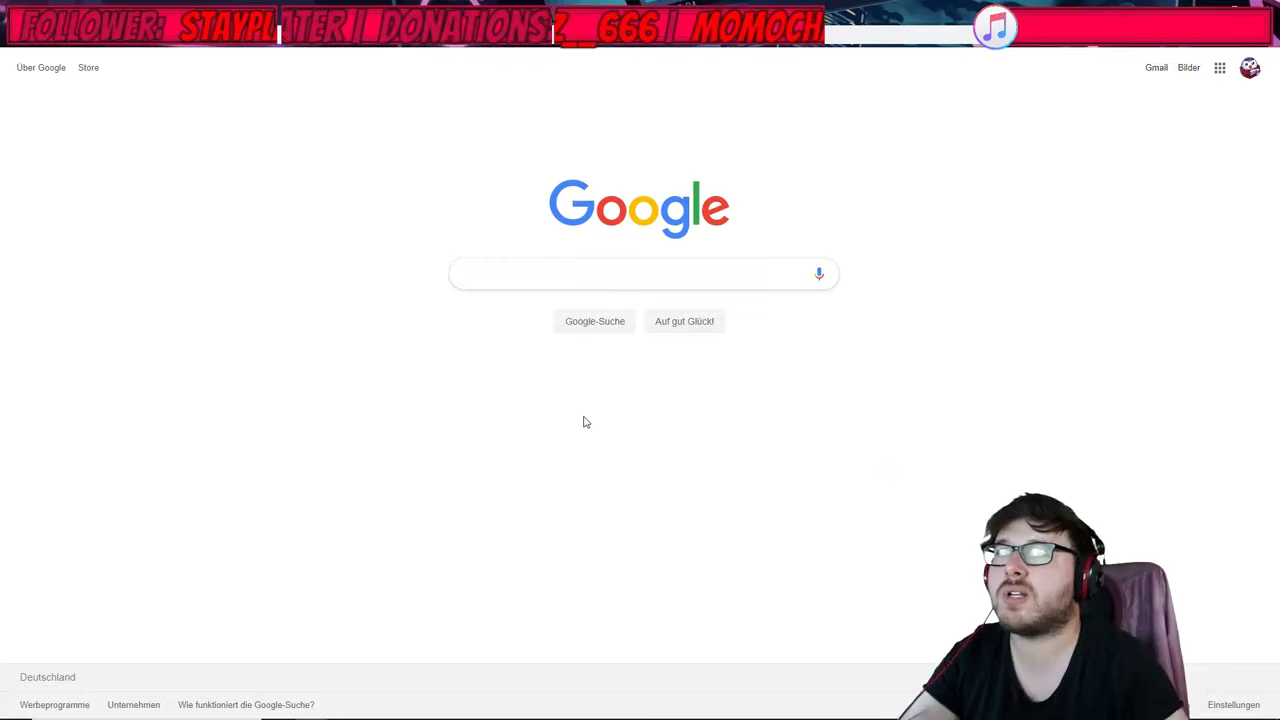 FOLLOWER: STAYPL
TER | DONATIONS:
Z__666 | MOMOCH
Über Google Store
Gmail Bilder
Google
Google-Suche Auf gut Glück!
Deutschland
Werbeprogramme Unternehmen Wie funktioniert die Google-Suche?
Einstellungen